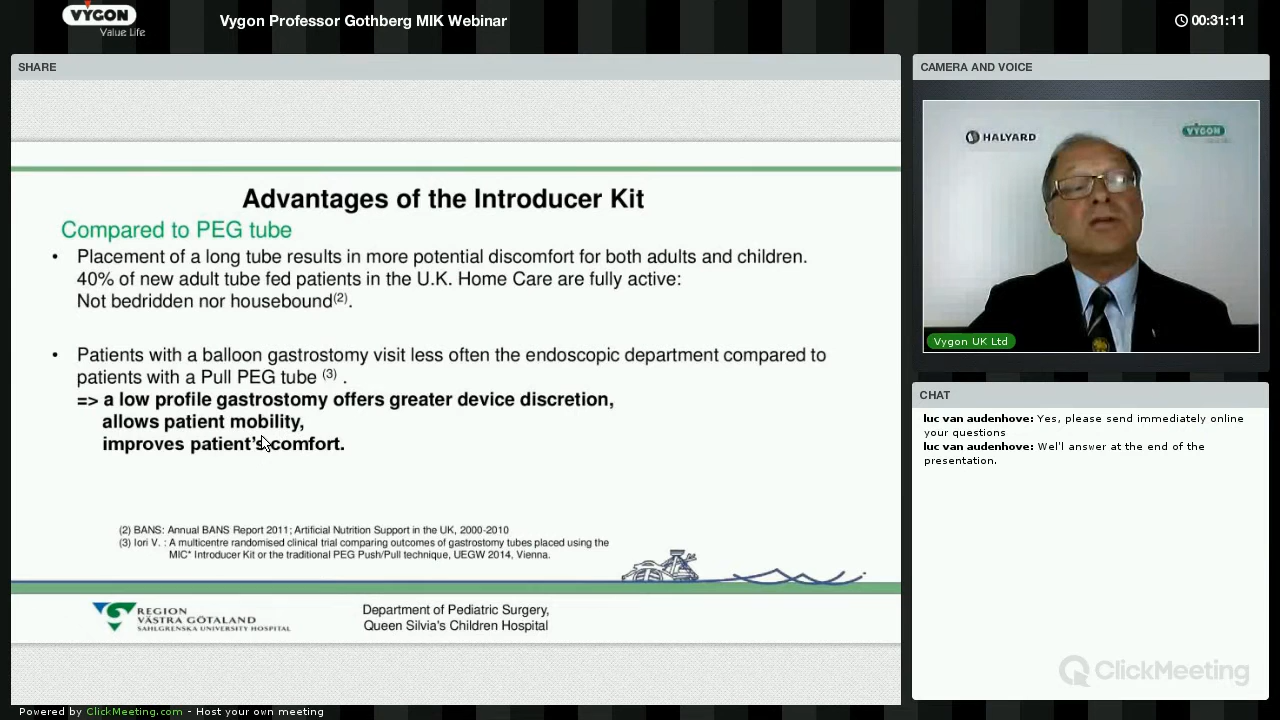 VYGON
Value Life
Vygon Professor Gothberg MIK Webinar
00:31:11
SHARE
Advantages of the Introducer Kit
Compared to PEG tube
• Placement of a long tube results in more potential discomfort for both adults and children.
40% of new adult tube fed patients in the U.K. Home Care are fully active:
Not bedridden nor housebound(2).
• Patients with a balloon gastrostomy visit less often the endoscopic department compared to
patients with a Pull PEG tube (3) .
=> a low profile gastrostomy offers greater device discretion,
allows patient mobility,
improves patient's comfort.
(2) BANS: Annual BANS Report 2011; Artificial Nutrition Support in the UK, 2000-2010
(3) Iori V. : A multicentre randomised clinical trial comparing outcomes of gastrostomy tubes placed using the
MIC* Introducer Kit or the traditional PEG Push/Pull technique, UEGW 2014, Vienna.
REGION
VÄSTRA GÖTALAND
SAHLGRENSKA UNIVERSITY HOSPITAL
Department of Pediatric Surgery,
Queen Silvia's Children Hospital
CAMERA AND VOICE
HALYARD
VYGON
Vygon UK Ltd
CHAT
luc van audenhove: Yes, please send immediately online
your questions
luc van audenhove: Wel'l answer at the end of the
presentation.
ClickMeeting
Powered by ClickMeeting.com - Host your own meeting